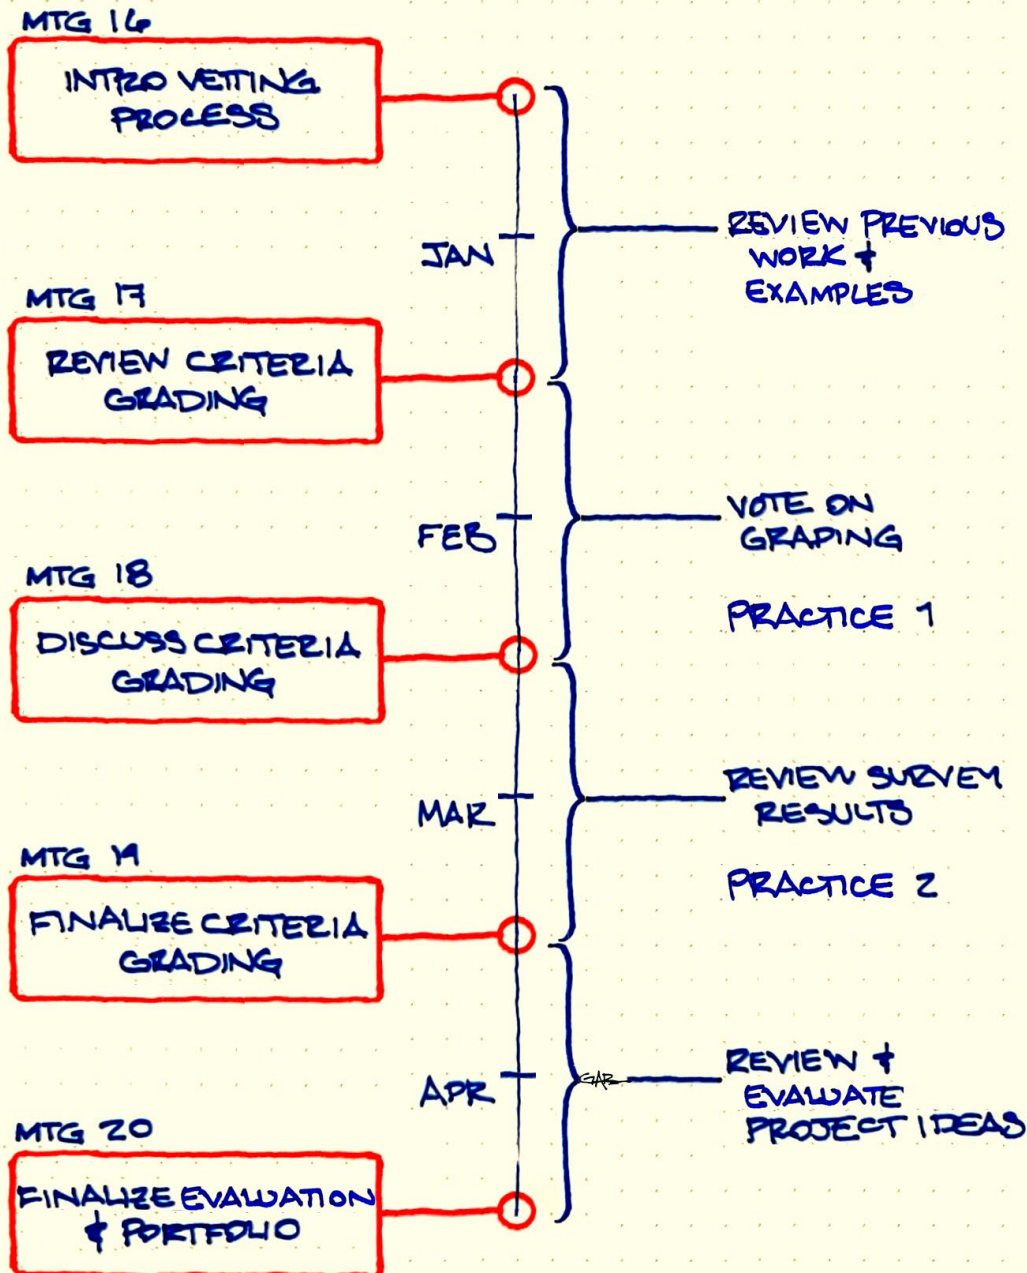 MTG 16
INTRO VETTING
PROCESS
JAN
REVIEW PREVIOUS
WORK &
EXAMPLES
MTG 17
REVIEW CRITERIA
GRADING
FEB
VOTE ON
GRADING
PRACTICE 1
MTG 18
DISCUSS CRITERIA
GRADING
MAR
REVIEW SURVEY
RESULTS
PRACTICE 2
MTG 19
FINALIZE CRITERIA
GRADING
APR
GAR
REVIEW &
EVALUATE
PROJECT IDEAS
MTG 20
FINALIZE EVALUATION
& PORTFOLIO